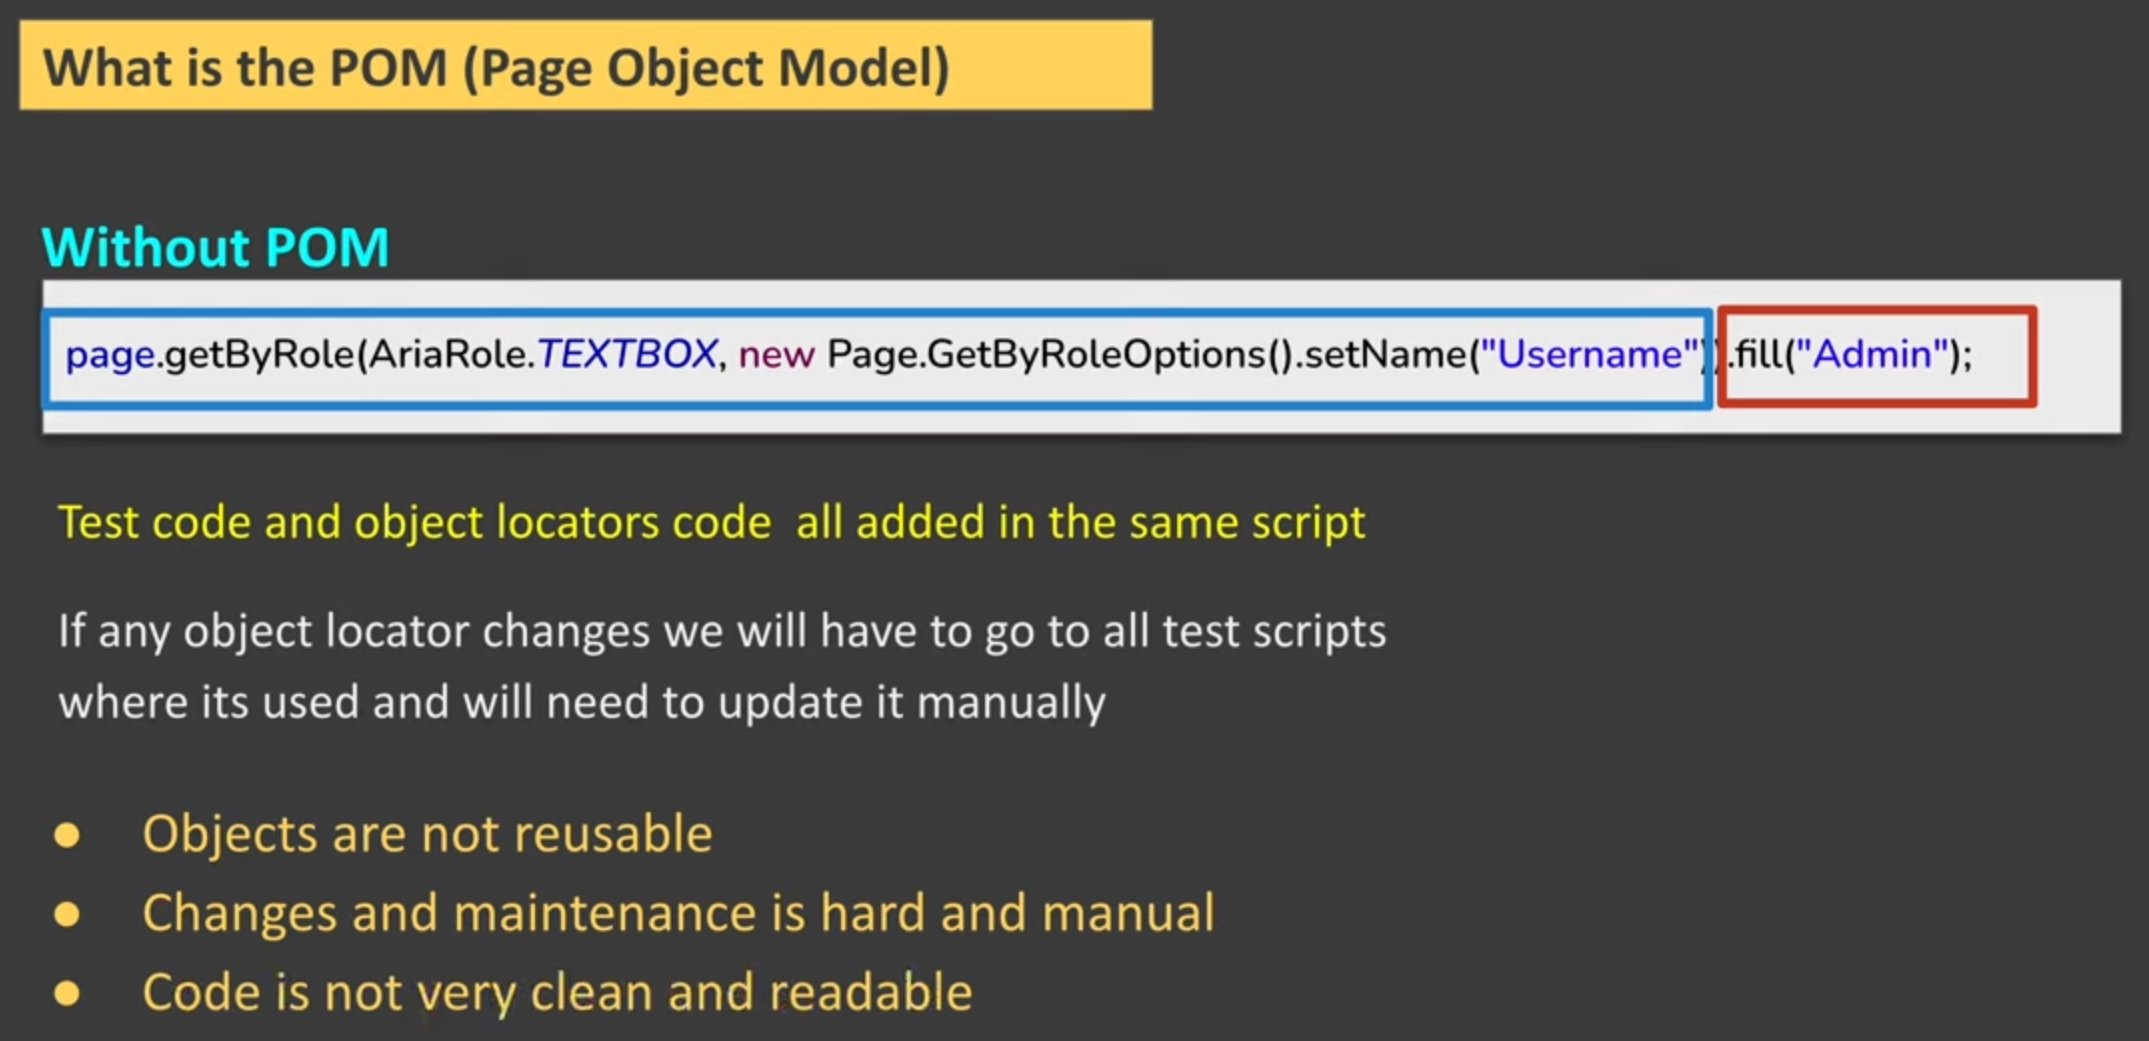 What is the POM (Page Object Model)
Without POM
page.getByRole(AriaRole.TEXTBOX, new Page.GetByRoleOptions().setName("Username")).fill("Admin");
Test code and object locators code  all added in the same script
If any object locator changes we will have to go to all test scripts
where its used and will need to update it manually
● Objects are not reusable
● Changes and maintenance is hard and manual
● Code is not very clean and readable